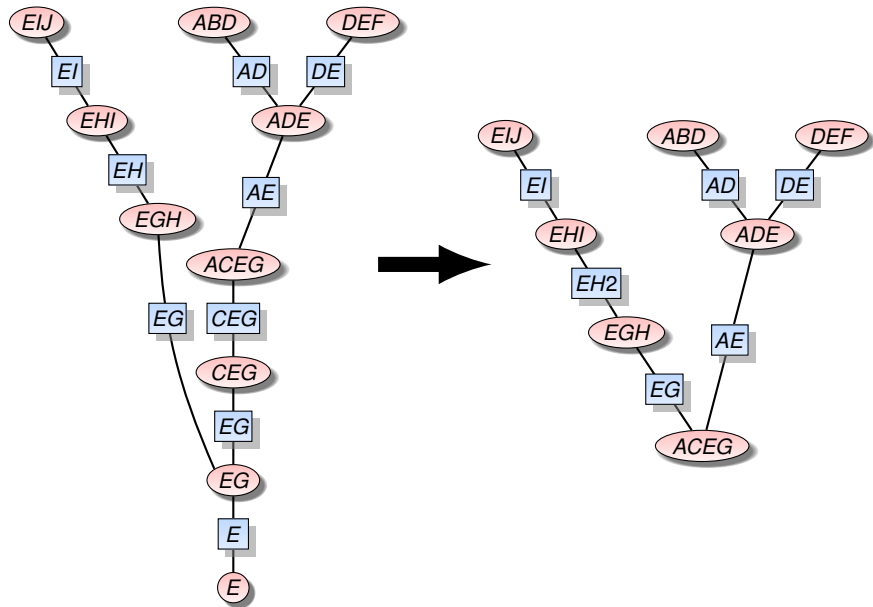 EIJ
ABD
DEF
EI
AD
DE
EHI
ADE
EH
AE
EGH
ACEG
EG
CEG
CEG
EG
EG
E
E
EIJ
ABD
DEF
EI
AD
DE
EHI
ADE
EH2
EGH
AE
EG
ACEG